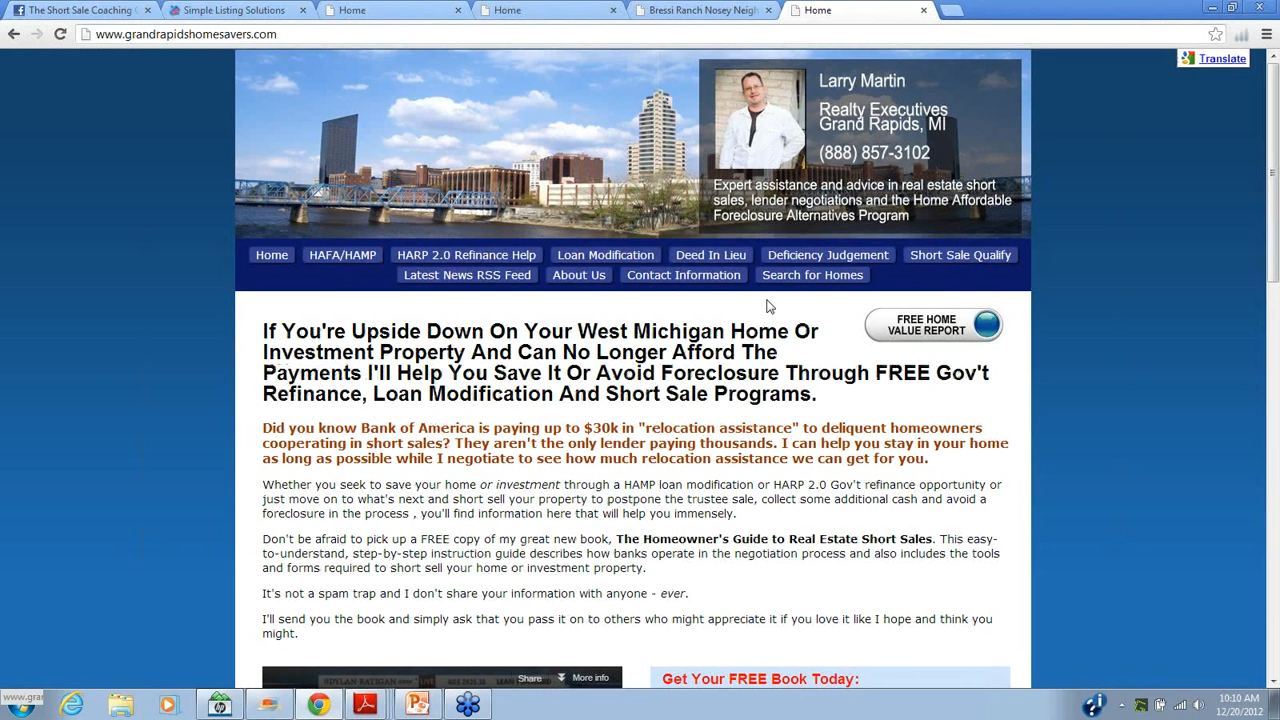 The Short Sale Coaching
Simple Listing Solutions
Home
Home
Bressi Ranch Nosey Neigh
Home
www.grandrapidshomesavers.com
Translate
Larry Martin
Realty Executives
Grand Rapids, MI
(888) 857-3102
Expert assistance and advice in real estate short
sales, lender negotiations and the Home Affordable
Foreclosure Alternatives Program
Home HAFA/HAMP HARP 2.0 Refinance Help Loan Modification Deed In Lieu Deficiency Judgement Short Sale Qualify
Latest News RSS Feed About Us Contact Information Search for Homes
FREE HOME
VALUE REPORT
If You're Upside Down On Your West Michigan Home Or
Investment Property And Can No Longer Afford The
Payments I'll Help You Save It Or Avoid Foreclosure Through FREE Gov't
Refinance, Loan Modification And Short Sale Programs.
Did you know Bank of America is paying up to $30k in "relocation assistance" to deliquent homeowners
cooperating in short sales? They aren't the only lender paying thousands. I can help you stay in your home
as long as possible while I negotiate to see how much relocation assistance we can get for you.
Whether you seek to save your home or investment through a HAMP loan modification or HARP 2.0 Gov't refinance opportunity or
just move on to what's next and short sell your property to postpone the trustee sale, collect some additional cash and avoid a
foreclosure in the process , you'll find information here that will help you immensely.
Don't be afraid to pick up a FREE copy of my great new book, The Homeowner's Guide to Real Estate Short Sales. This easy-
to-understand, step-by-step instruction guide describes how banks operate in the negotiation process and also includes the tools
and forms required to short sell your home or investment property.
It's not a spam trap and I don't share your information with anyone - ever.
I'll send you the book and simply ask that you pass it on to others who might appreciate it if you love it like I hope and think you
might.
Share More info
Get Your FREE Book Today:
www.gran
10:10 AM
12/20/2012